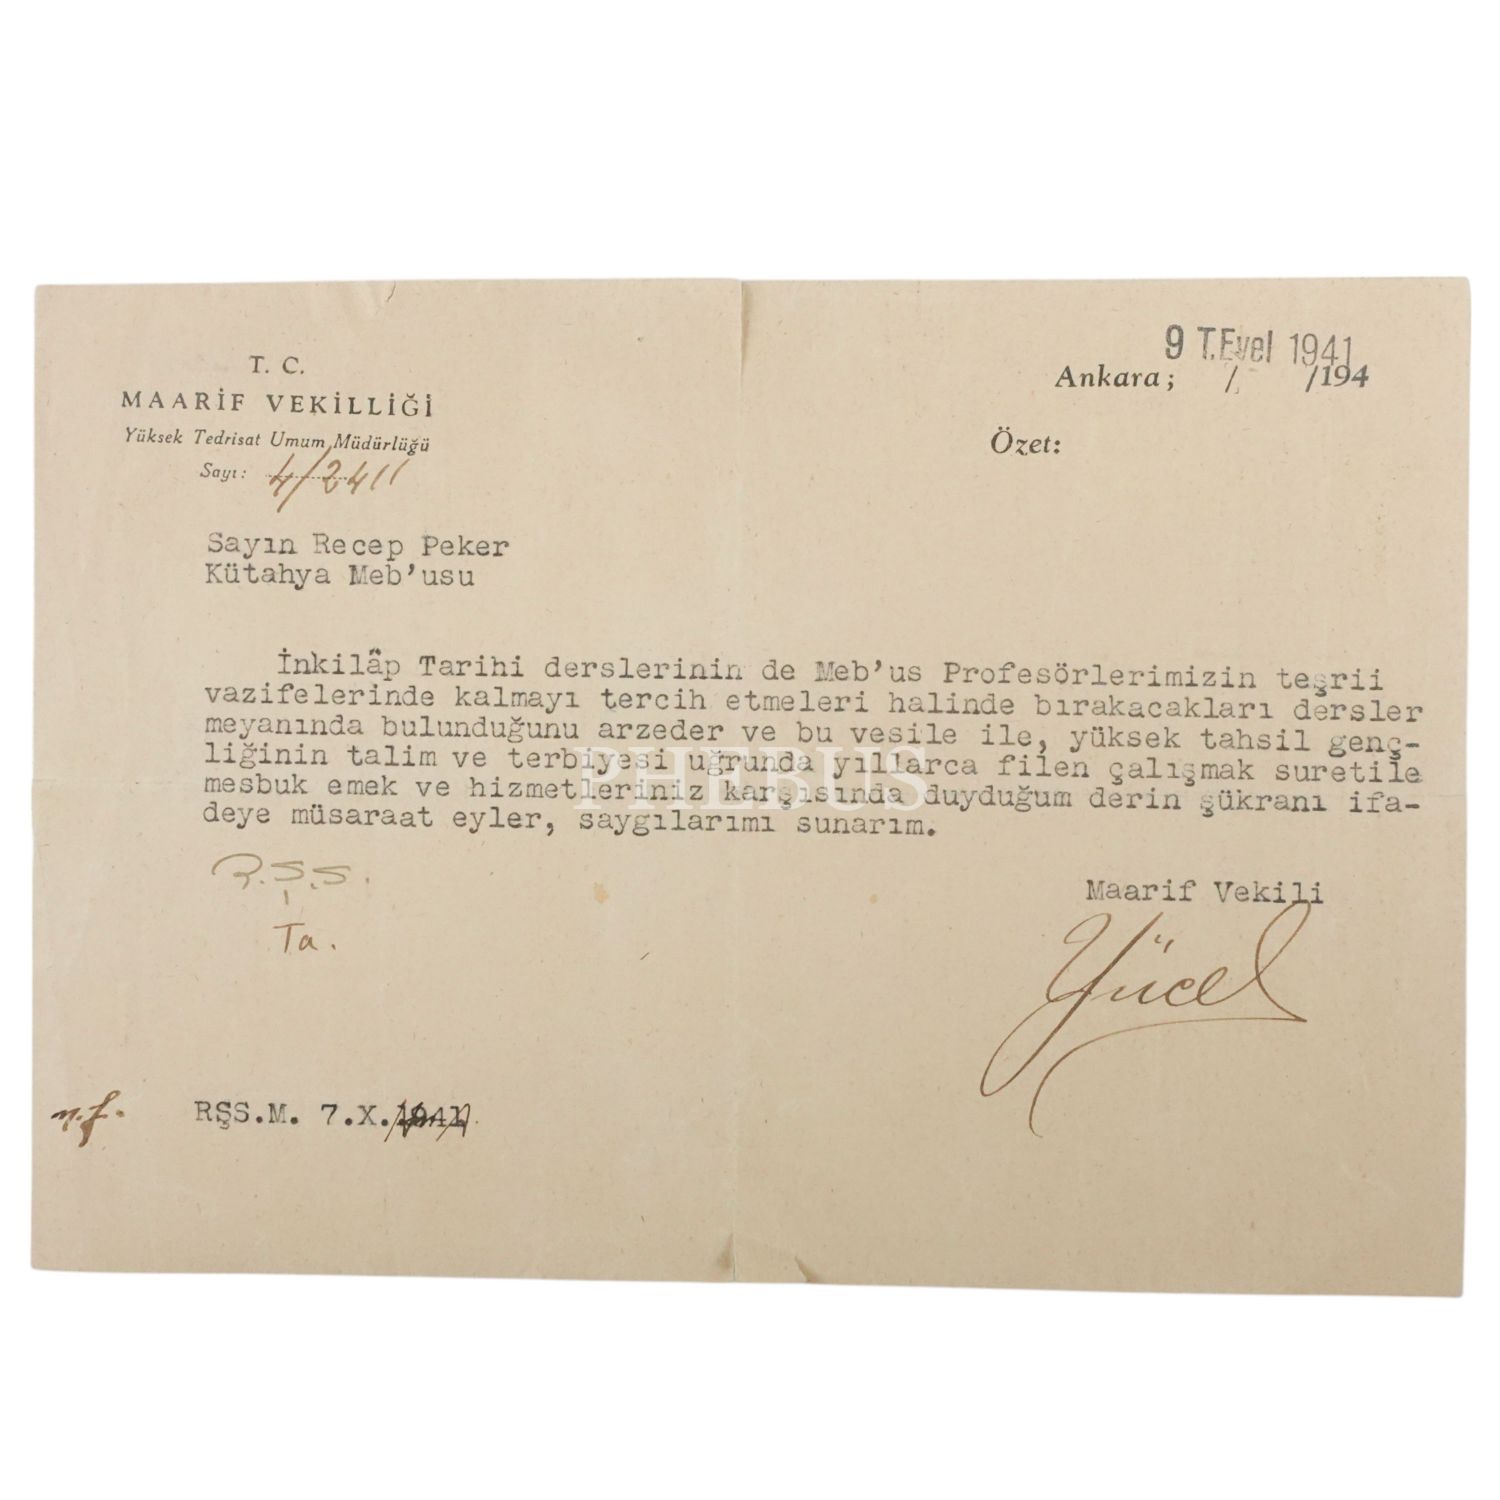 T. C.
MAARİF VEKİLLİĞİ
Yüksek Tedrisat Umum Müdürlüğü
Sayı: 4/2411
9 T.Evel 1941
Ankara; / /194
Özet:
Sayın Recep Peker
Kütahya Meb'usu
İnkilâp Tarihi derslerinin de Meb'us Profesörlerimizin teşrii
vazifelerinde kalmayı tercih etmeleri halinde bırakacakları dersler
meyanında bulunduğunu arzeder ve bu vesile ile, yüksek tahsil genç-
liğinin talim ve terbiyesi uğrunda yıllarca filen çalışmak suretile
mesbuk emek ve hizmetleriniz karşısında duyduğum derin şükranı ifa-
deye müsaraat eyler, saygılarımı sunarım.
PHEBUS
R.Ş.S.
Ta.
Maarif Vekili
Yücel
n.f.
RŞS.M. 7.X.1941